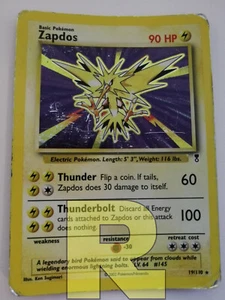 Basic Pokémon
Zapdos 90 HP
Electric Pokémon. Length: 5' 3", Weight: 116 lbs.
Thunder Flip a coin. If tails, 60
Zapdos does 30 damage to itself.
Thunderbolt Discard all Energy 100
cards attached to Zapdos or this attack
does nothing.
weakness resistance retreat cost
-30
A legendary bird Pokémon said to appear from clouds while
wielding enormous lightning bolts. LV. 64 #145
Illus. Ken Sugimori
19/110
R